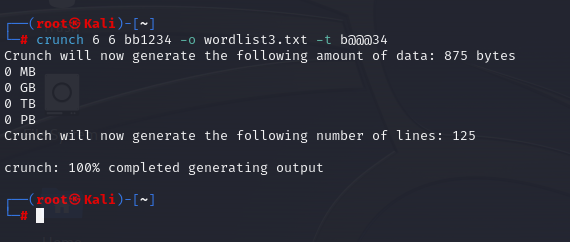 ┌──(root㉿Kali)-[~]
└─# crunch 6 6 bb1234 -o wordlist3.txt -t b@@@34
Crunch will now generate the following amount of data: 875 bytes
0 MB
0 GB
0 TB
0 PB
Crunch will now generate the following number of lines: 125
crunch: 100% completed generating output
┌──(root㉿Kali)-[~]
└─#